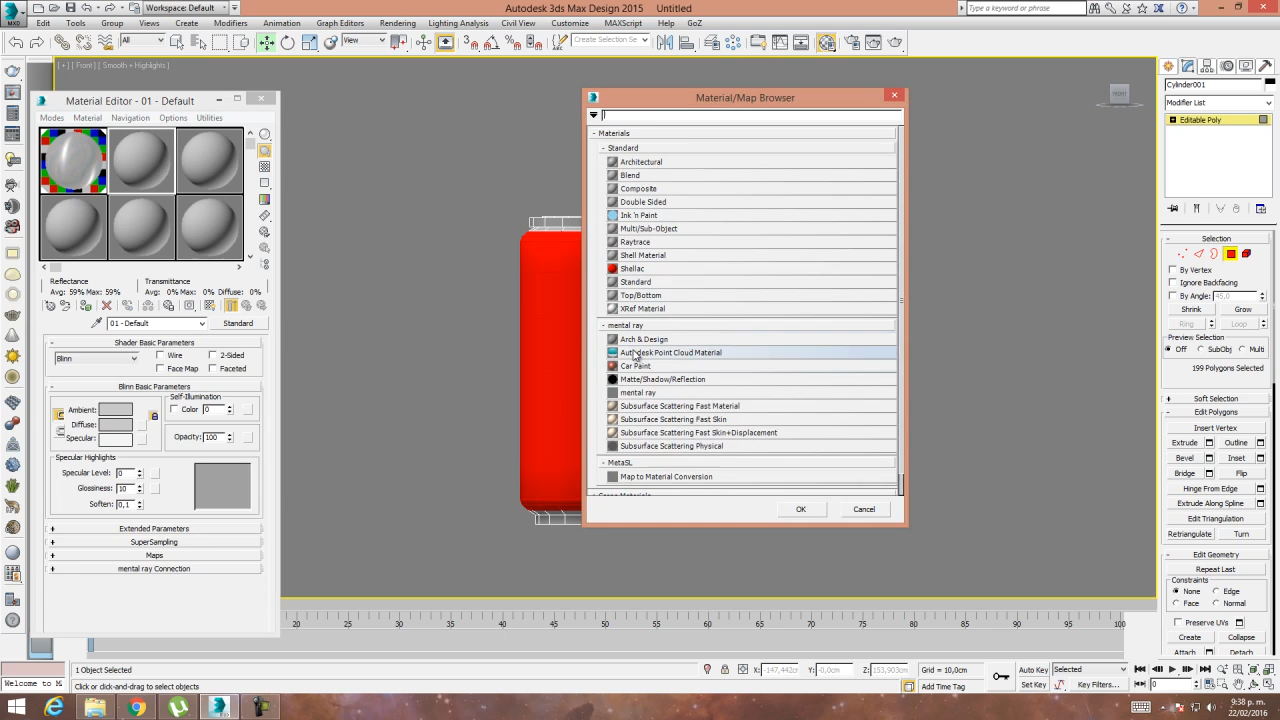 Workspace: Default
Autodesk 3ds Max Design 2015 Untitled
Type a keyword or phrase
MXD
Edit Tools Group Views Create Modifiers Animation Graph Editors Rendering Lighting Analysis Civil View Customize MAXScript Help GoZ
All View Create Selection Se
[ + ] [ Front ] [ Smooth + Highlights ]
FRONT
Material Editor - 01 - Default
Modes Material Navigation Options Utilities
Reflectance Transmittance
Avg: 59% Max: 59% Avg: 0% Max: 0% Diffuse: 0%
01 - Default Standard
Shader Basic Parameters
Blinn Wire 2-Sided
Face Map Faceted
Blinn Basic Parameters
Self-Illumination
Ambient: Color 0
Diffuse:
Specular: Opacity: 100
Specular Highlights
Specular Level: 0
Glossiness: 10
Soften: 0,1
Extended Parameters
SuperSampling
Maps
mental ray Connection
Material/Map Browser
Materials
Standard
Architectural
Blend
Composite
Double Sided
Ink 'n Paint
Multi/Sub-Object
Raytrace
Shell Material
Shellac
Standard
Top/Bottom
XRef Material
mental ray
Arch & Design
Autodesk Point Cloud Material
Car Paint
Matte/Shadow/Reflection
mental ray
Subsurface Scattering Fast Material
Subsurface Scattering Fast Skin
Subsurface Scattering Fast Skin+Displacement
Subsurface Scattering Physical
MetaSL
Map to Material Conversion
OK Cancel
Cylinder001
Modifier List
Editable Poly
Selection
By Vertex
Ignore Backfacing
By Angle: 45,0
Shrink Grow
Ring Loop
Preview Selection
Off SubObj Multi
199 Polygons Selected
Soft Selection
Edit Polygons
Insert Vertex
Extrude Outline
Bevel Inset
Bridge Flip
Hinge From Edge
Extrude Along Spline
Edit Triangulation
Retriangulate Turn
Edit Geometry
Repeat Last
Constraints
None Edge
Face Normal
Preserve UVs
Create Collapse
Attach Detach
20 25 30 35 40 45 50 55 60 65 70 75 80 85 90 95 100
1 Object Selected X: -147,442cm Y: -0,0cm Z: 153,903cm Grid = 10,0cm Auto Key Selected
Welcome to M Click or click-and-drag to select objects Add Time Tag Set Key Key Filters... 0
9:38 p. m.
22/02/2016